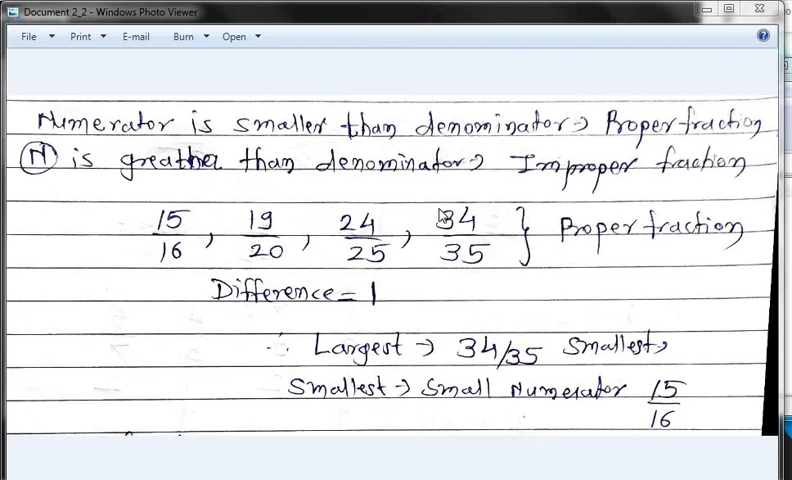 Document 2_2 - Windows Photo Viewer
File Print E-mail Burn Open
Numerator is smaller than denominator → Proper fraction
N is greather than denominator → Improper fraction
15/16, 19/20, 24/25, 34/35 } Proper fraction
Difference = 1
∴ Largest → 34/35 Smallest,
Smallest → Small Numerator 15/16